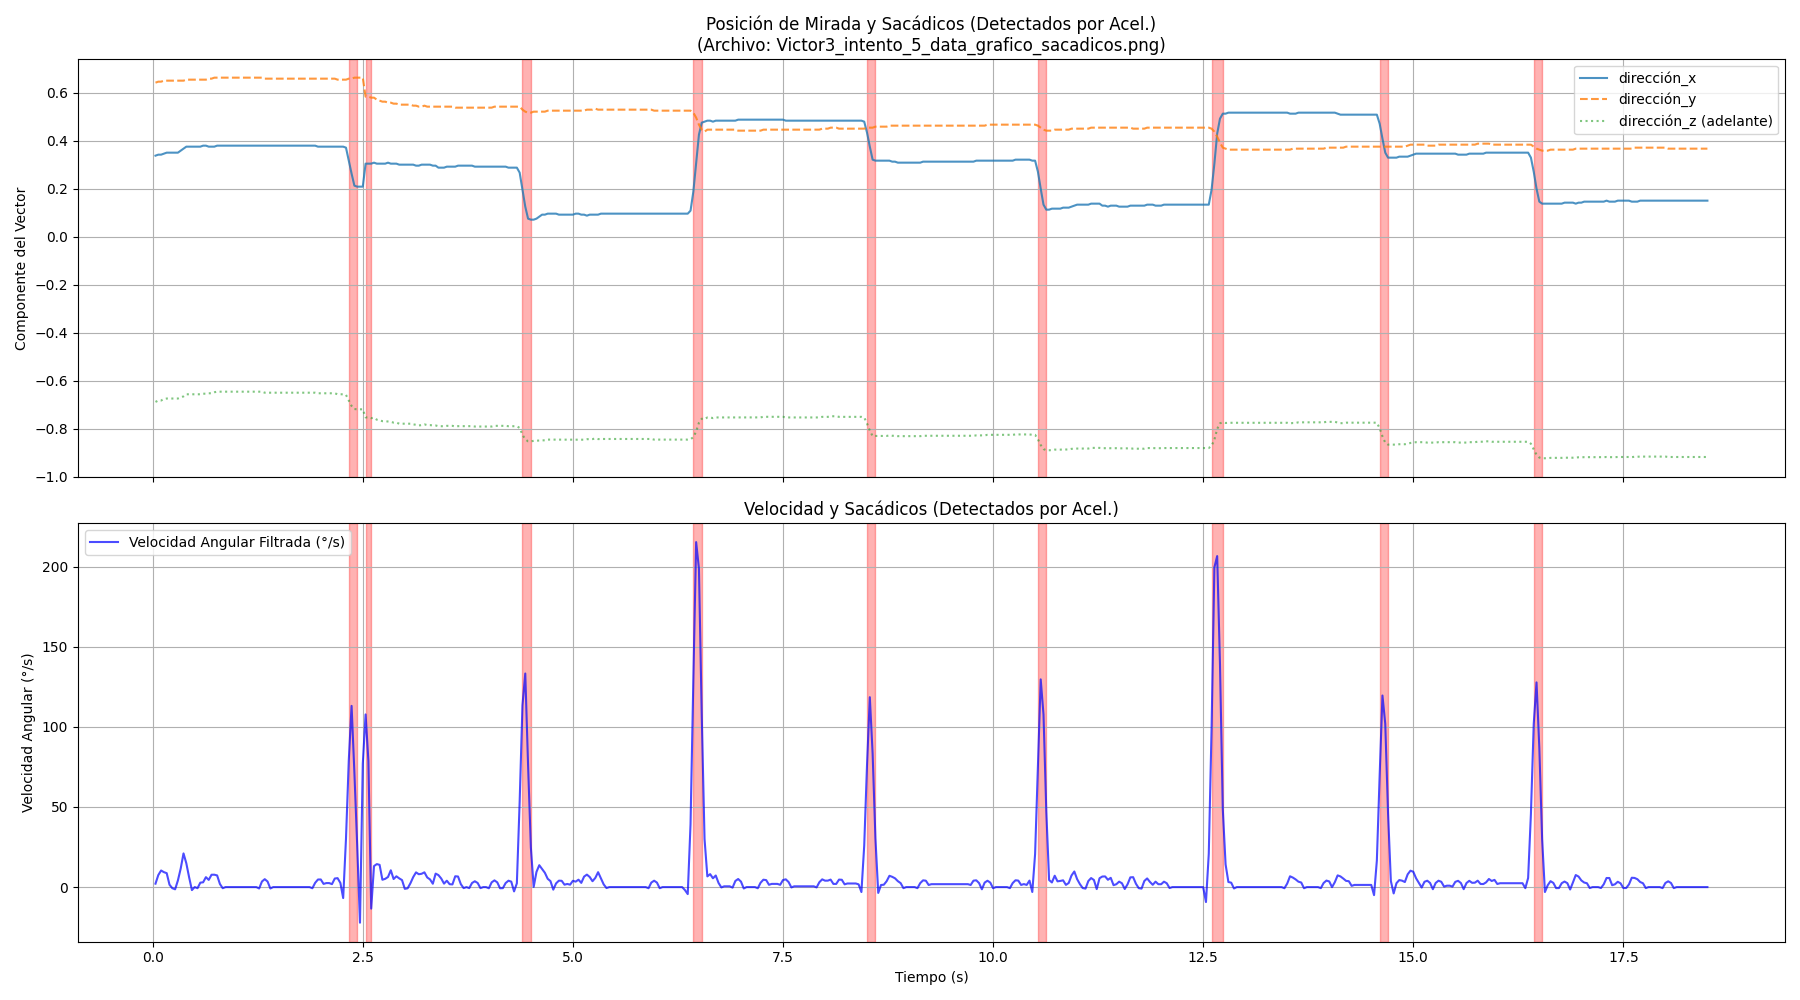 Posición de Mirada y Sacádicos (Detectados por Acel.)
(Archivo: Victor3_intento_5_data_grafico_sacadicos.png)
Componente del Vector
0.6
0.4
0.2
0.0
−0.2
−0.4
−0.6
−0.8
−1.0
dirección_x
dirección_y
dirección_z (adelante)
Velocidad y Sacádicos (Detectados por Acel.)
Velocidad Angular (°/s)
200
150
100
50
0
Velocidad Angular Filtrada (°/s)
0.0 2.5 5.0 7.5 10.0 12.5 15.0 17.5
Tiempo (s)